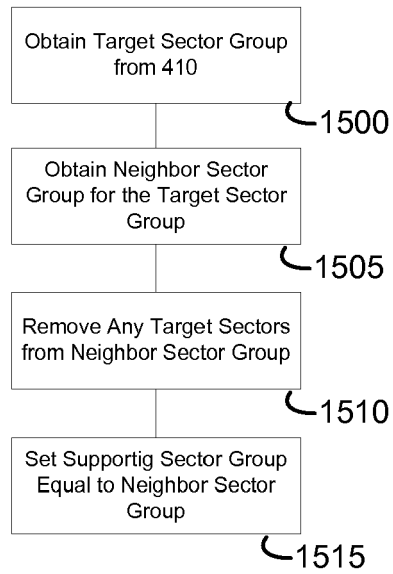 Obtain Target Sector Group
from 410
1500
Obtain Neighbor Sector
Group for the Target Sector
Group
1505
Remove Any Target Sectors
from Neighbor Sector Group
1510
Set Supportig Sector Group
Equal to Neighbor Sector
Group
1515